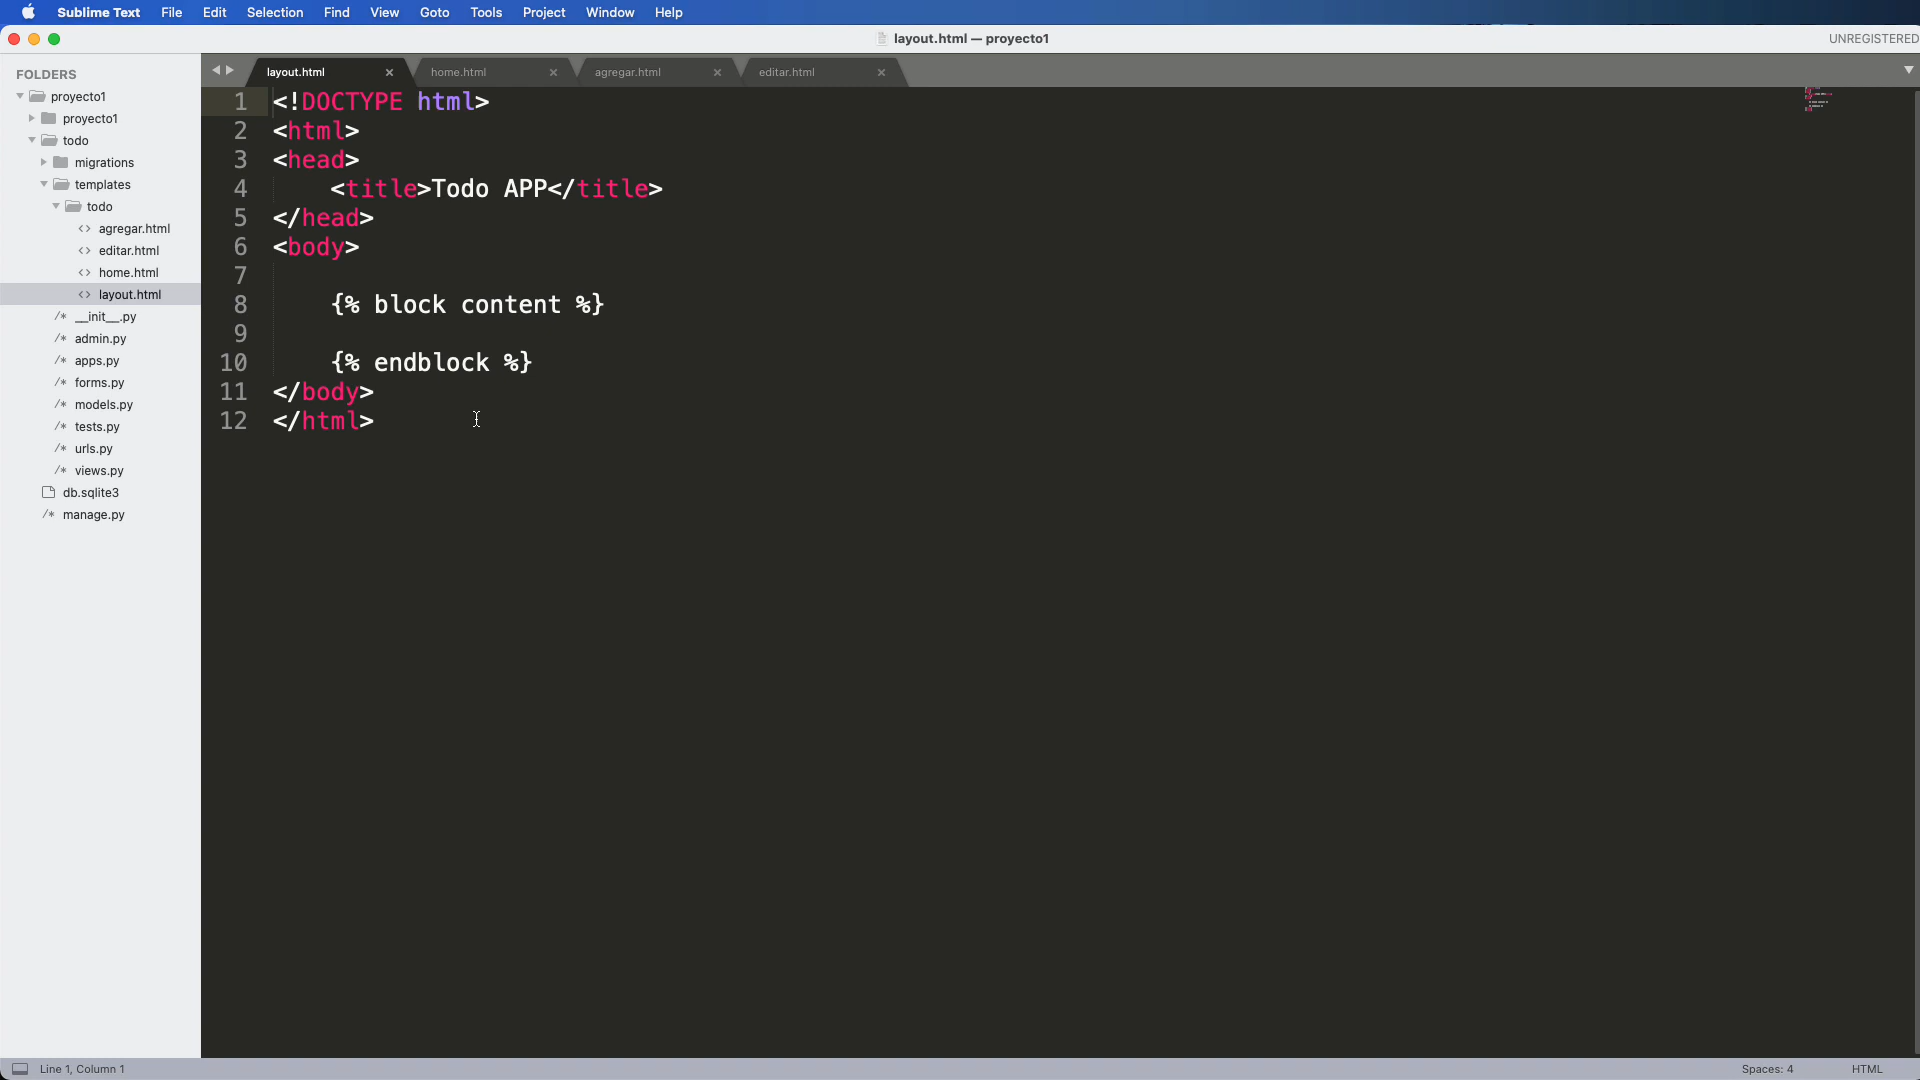 Sublime Text File Edit Selection Find View Goto Tools Project Window Help
layout.html — proyecto1
UNREGISTERED
FOLDERS
proyecto1
proyecto1
todo
migrations
templates
todo
agregar.html
editar.html
home.html
layout.html
__init__.py
admin.py
apps.py
forms.py
models.py
tests.py
urls.py
views.py
db.sqlite3
manage.py
layout.html × home.html × agregar.html × editar.html ×
1 <!DOCTYPE html>
2 <html>
3 <head>
4 <title>Todo APP</title>
5 </head>
6 <body>
7
8 {% block content %}
9
10 {% endblock %}
11 </body>
12 </html>
Line 1, Column 1
Spaces: 4
HTML